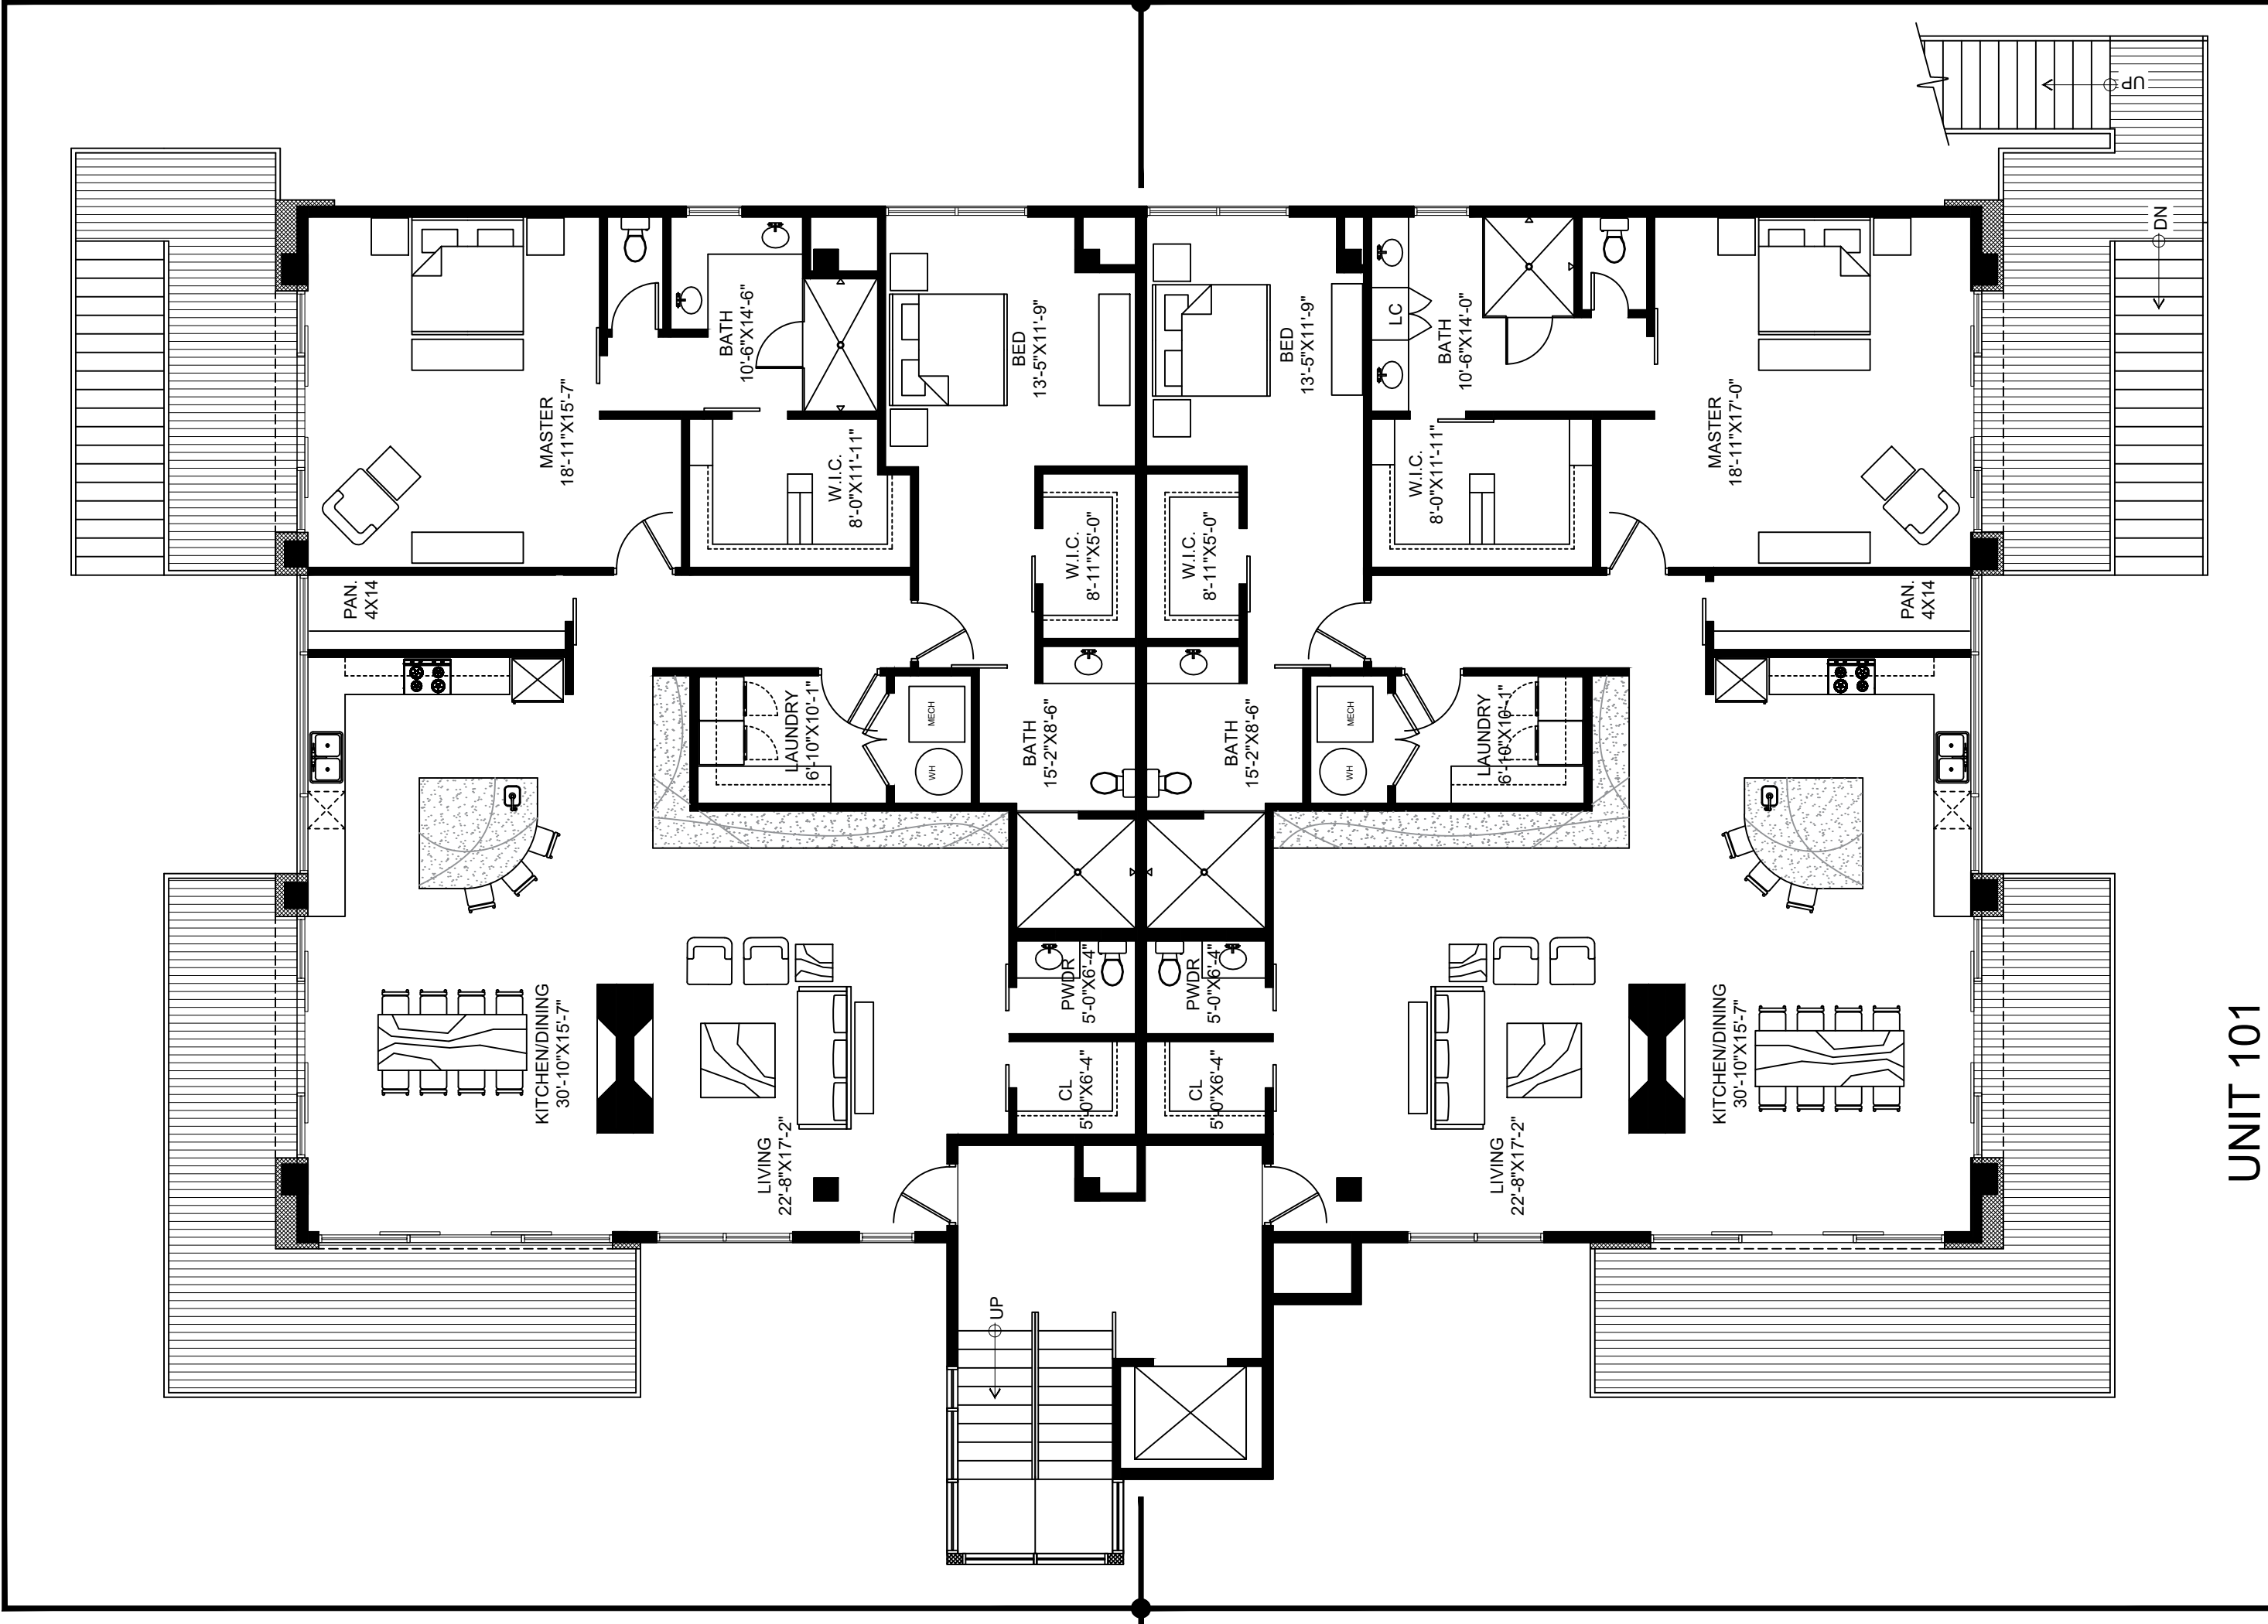 UP
DN
BATH
10'-6"X14'-6"
BED
13'-5"X11'-9"
BED
13'-5"X11'-9"
LC
BATH
10'-6"X14'-0"
MASTER
18'-11"X15'-7"
MASTER
18'-11"X17'-0"
W.I.C.
8'-0"X11'-11"
W.I.C.
8'-0"X11'-11"
W.I.C.
8'-11"X5'-0"
W.I.C.
8'-11"X5'-0"
PAN.
4X14
PAN.
4X14
LAUNDRY
6'-10"X10'-1"
MECH
WH
BATH
15'-2"X8'-6"
BATH
15'-2"X8'-6"
MECH
WH
LAUNDRY
6'-10"X10'-1"
KITCHEN/DINING
30'-10"X15'-7"
PWDR
5'-0"X6'-4"
PWDR
5'-0"X6'-4"
KITCHEN/DINING
30'-10"X15'-7"
CL
5'-0"X6'-4"
CL
5'-0"X6'-4"
LIVING
22'-8"X17'-2"
LIVING
22'-8"X17'-2"
UP
UNIT 101